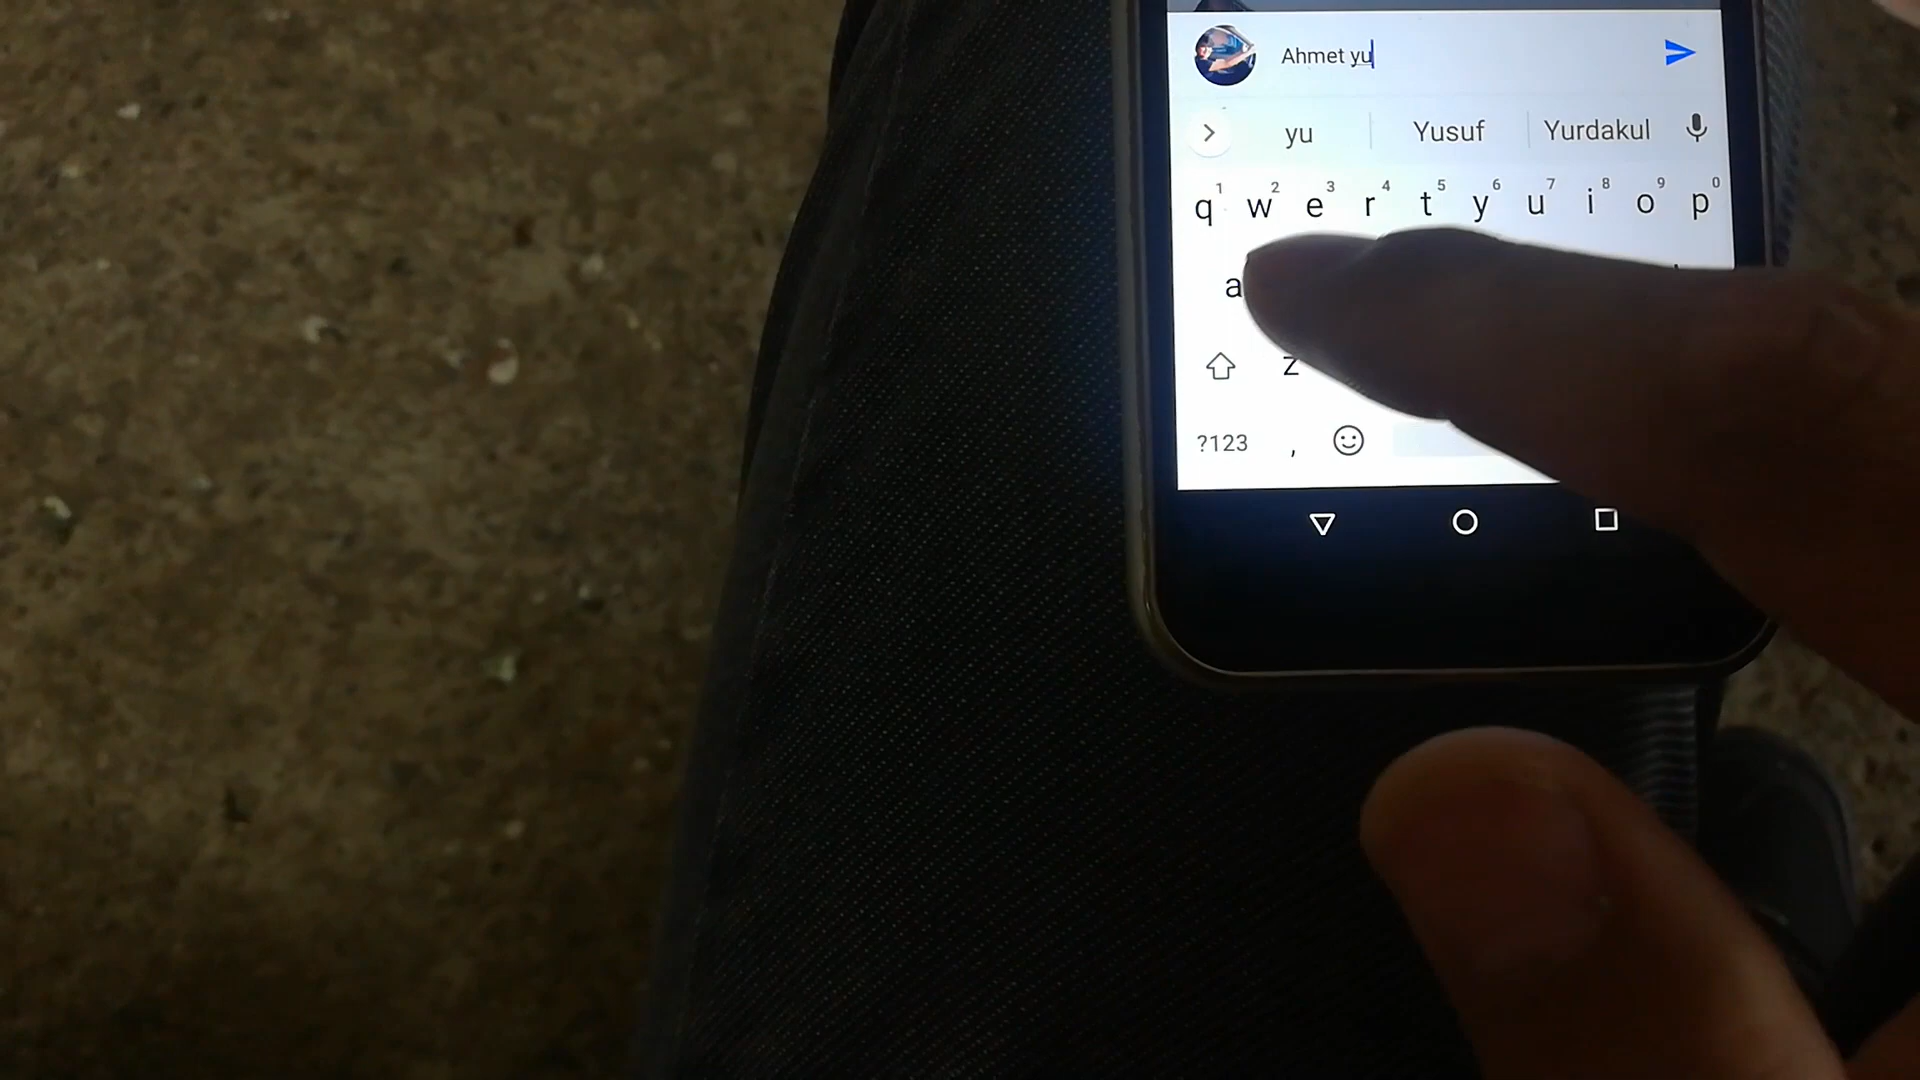 Ahmet yu
yu Yusuf Yurdakul
1 2 3 4 5 6 7 8 9 0
q w e r t y u i o p
a
z
?123 ,